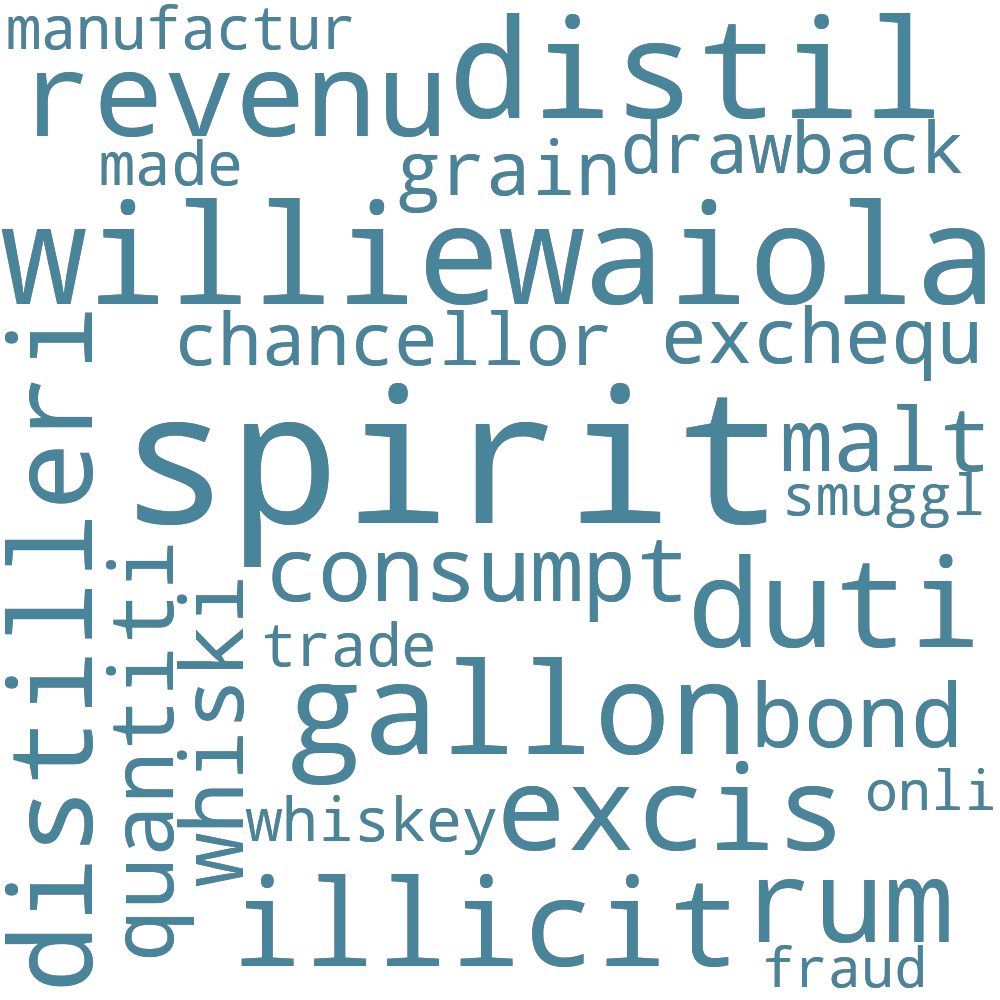 manufactur
distil
revenu
drawback
made
grain
williewaiola
chancellor
exchequ
distilleri
spirit
malt
smuggl
consumpt
quantiti
whiski
duti
trade
gallon
bond
onli
whiskey
excis
illicit
rum
fraud